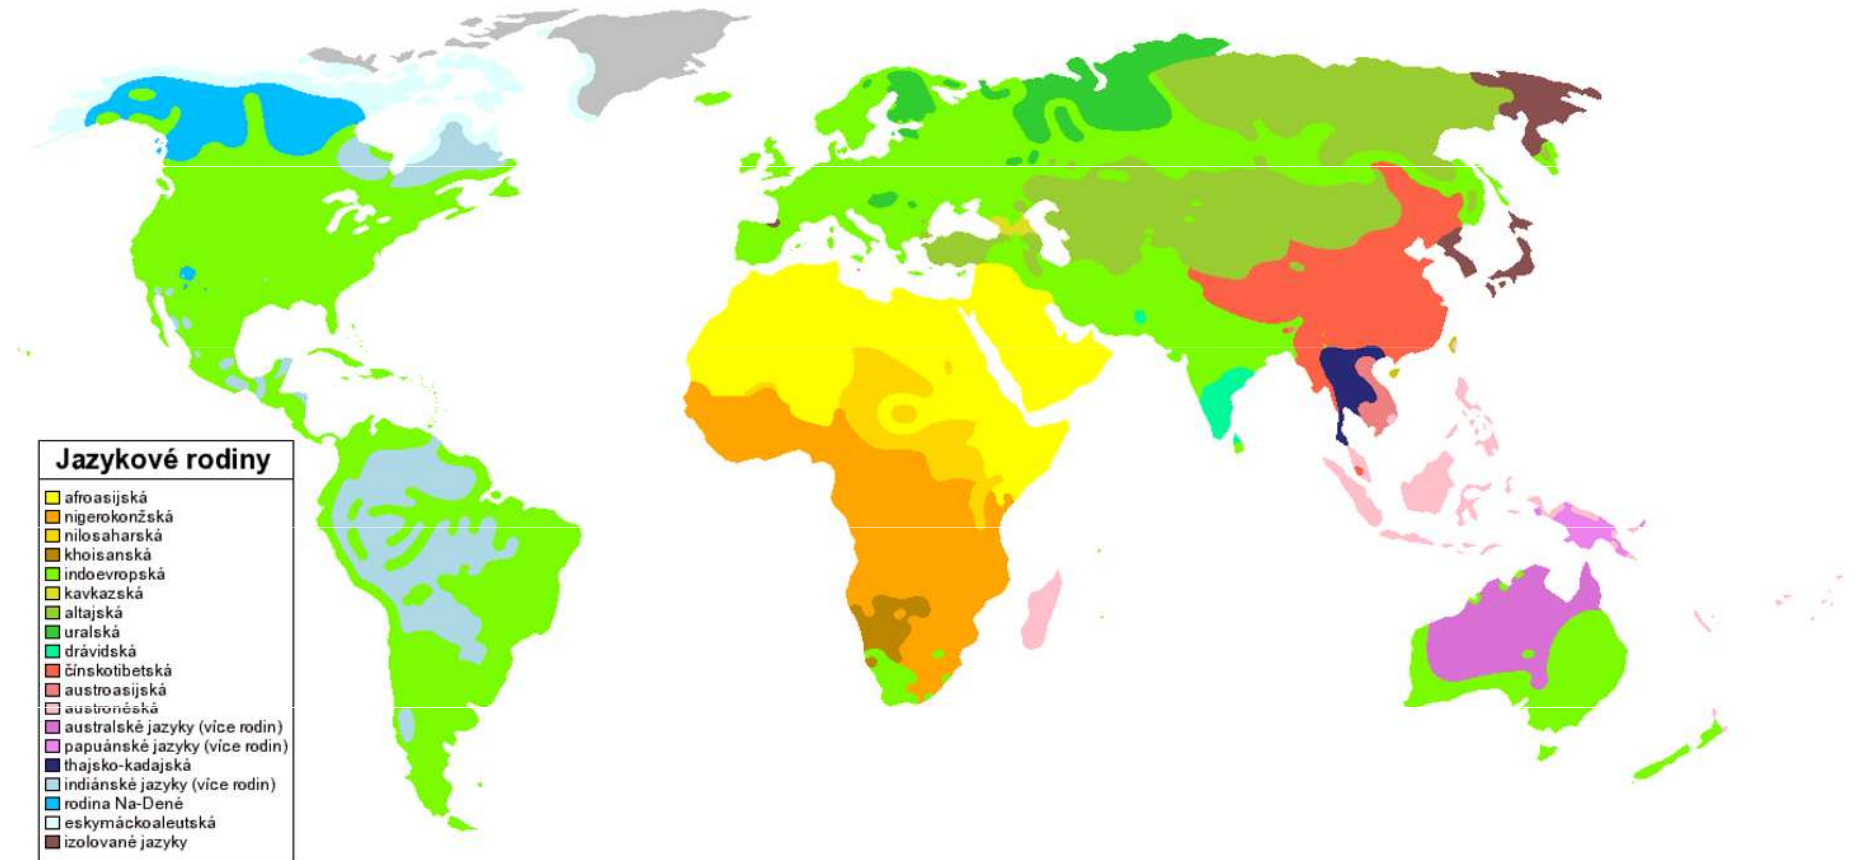 Jazykové rodiny
afroasijská
nigerokonžská
nilosaharská
khoisanská
indoevropská
kavkazská
altajská
uralská
drávidská
čínskotibetská
austroasijská
austronéská
australské jazyky (více rodin)
papuánské jazyky (více rodin)
thajsko-kadajská
indiánské jazyky (více rodin)
rodina Na-Dené
eskymáckoaleutská
izolované jazyky